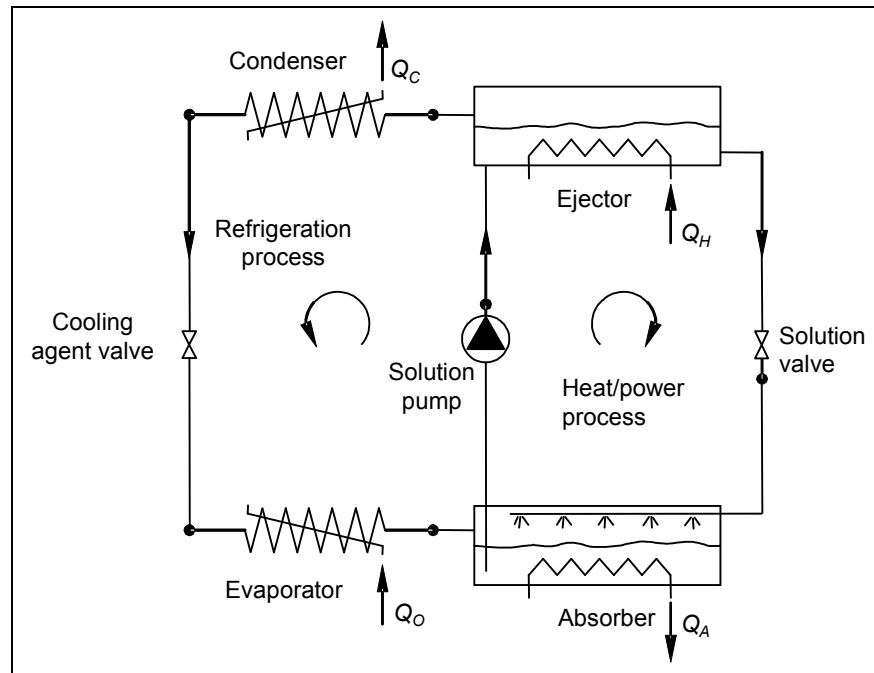 Condenser
Q_C
Ejector
Q_H
Refrigeration
process
Cooling
agent valve
Solution
pump
Heat/power
process
Solution
valve
Evaporator
Q_O
Absorber
Q_A